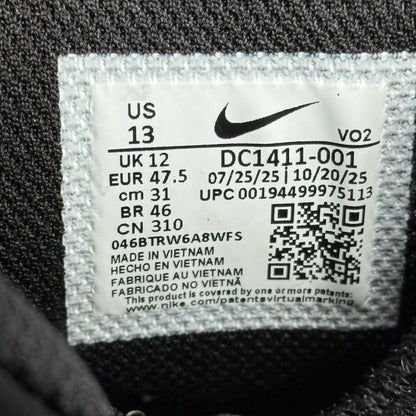 US
13
VO2
UK 12
DC1411-001
EUR 47.5
07/25/25 | 10/20/25
cm 31
UPC 00194499975113
BR 46
CN 310
046BTRW6A8WFS
MADE IN VIETNAM
HECHO EN VIETNAM
FABRIQUE AU VIETNAM
FABRICADO NO VIETNÃ
This product is covered by one or more patents:
www.nike.com/patentsvirtualmarking